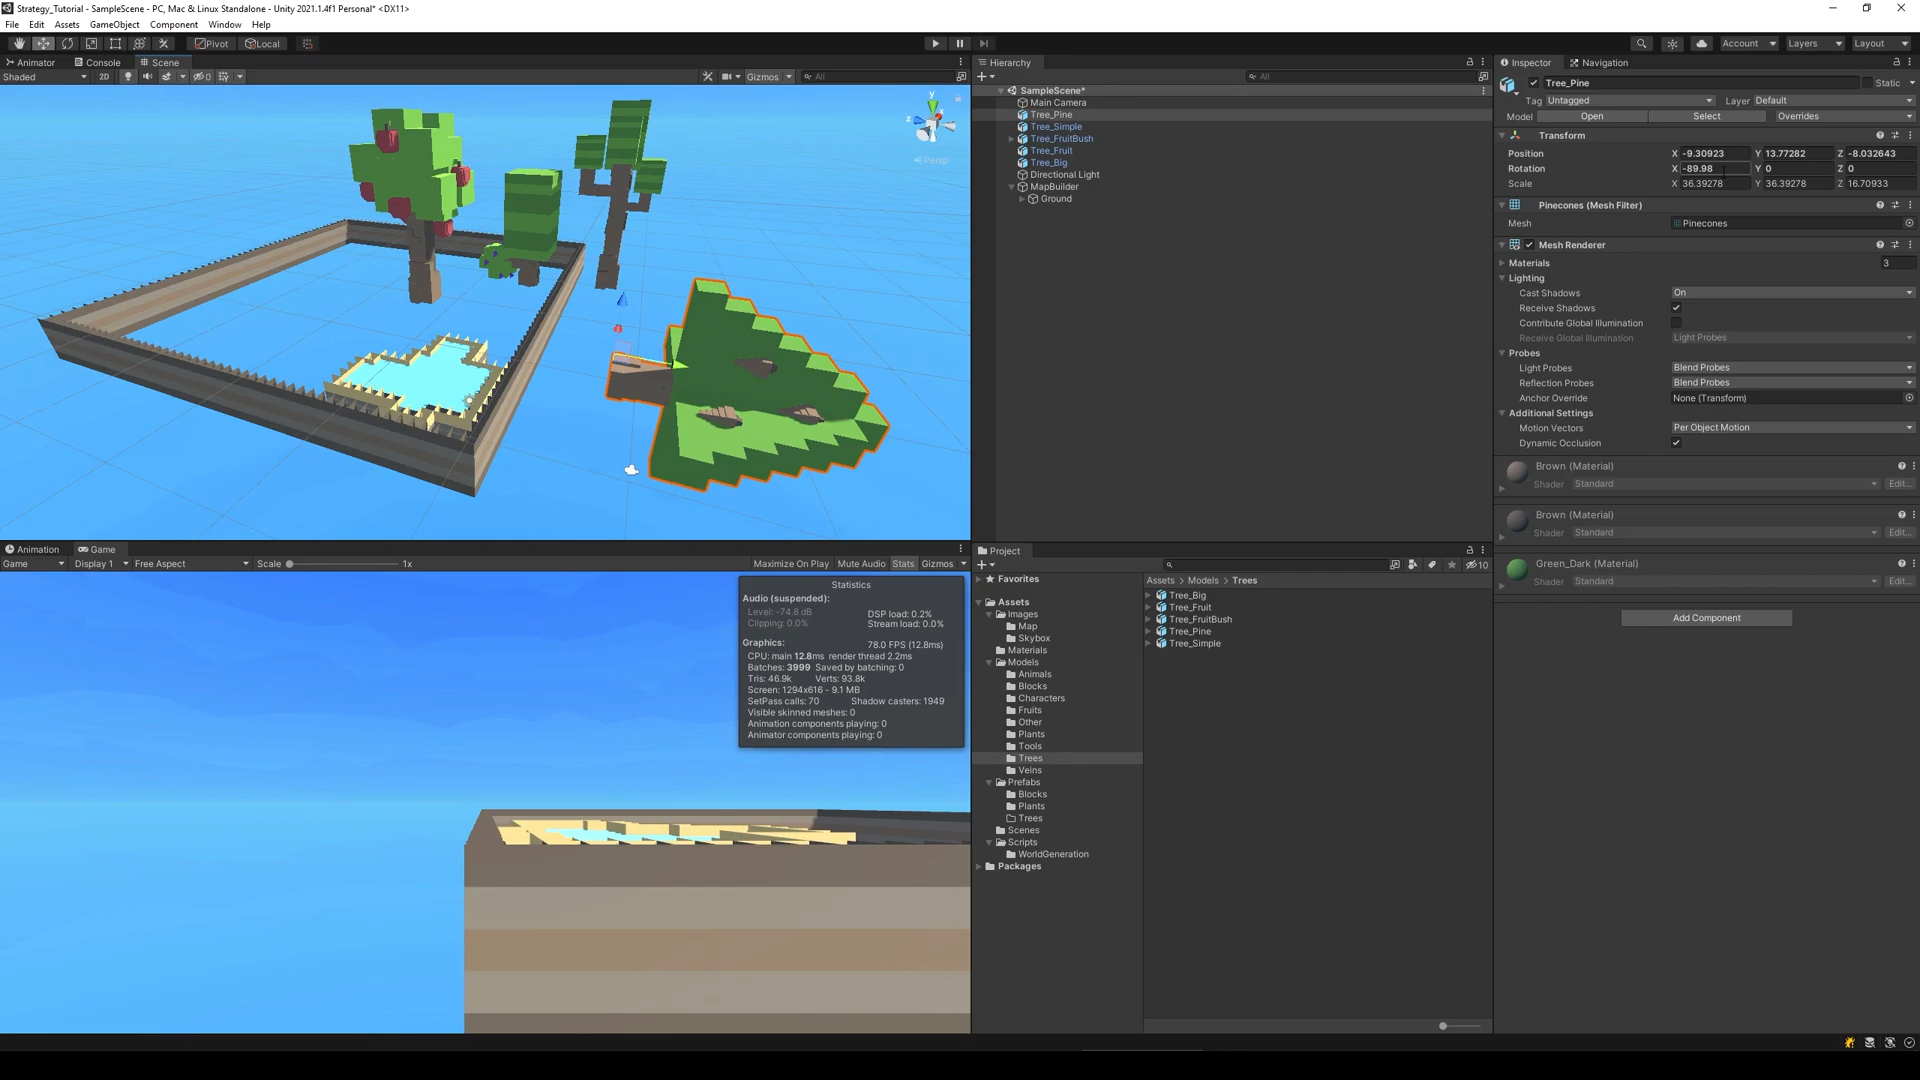 Strategy_Tutorial - SampleScene - PC, Mac & Linux Standalone - Unity 2021.1.4f1 Personal* <DX11>
File Edit Assets GameObject Component Window Help
Pivot Local Account Layers Layout
Animator Console Scene
Shaded 2D 0 Gizmos All
y
x
z
Persp
Animation Game
Game Display 1 Free Aspect Scale 1x Maximize On Play Mute Audio Stats Gizmos
Statistics
Audio (suspended):
Level: -74.8 dB DSP load: 0.2%
Clipping: 0.0% Stream load: 0.0%
Graphics: 78.0 FPS (12.8ms)
CPU: main 12.8ms render thread 2.2ms
Batches: 3999 Saved by batching: 0
Tris: 46.9k Verts: 93.8k
Screen: 1294x616 - 9.1 MB
SetPass calls: 70 Shadow casters: 1949
Visible skinned meshes: 0
Animation components playing: 0
Animator components playing: 0
Hierarchy
All
SampleScene*
Main Camera
Tree_Pine
Tree_Simple
Tree_FruitBush
Tree_Fruit
Tree_Big
Directional Light
MapBuilder
Ground
Project
10
Favorites
Assets
Images
Map
Skybox
Materials
Models
Animals
Blocks
Characters
Fruits
Other
Plants
Tools
Trees
Veins
Prefabs
Blocks
Plants
Trees
Scenes
Scripts
WorldGeneration
Packages
Assets > Models > Trees
Tree_Big
Tree_Fruit
Tree_FruitBush
Tree_Pine
Tree_Simple
Inspector Navigation
Tree_Pine Static
Tag Untagged Layer Default
Model Open Select Overrides
Transform
Position X -9.30923 Y 13.77282 Z -8.032643
Rotation X -89.98 Y 0 Z 0
Scale X 36.39278 Y 36.39278 Z 16.70933
Pinecones (Mesh Filter)
Mesh Pinecones
Mesh Renderer
Materials 3
Lighting
Cast Shadows On
Receive Shadows
Contribute Global Illumination
Receive Global Illumination Light Probes
Probes
Light Probes Blend Probes
Reflection Probes Blend Probes
Anchor Override None (Transform)
Additional Settings
Motion Vectors Per Object Motion
Dynamic Occlusion
Brown (Material)
Shader Standard Edit...
Brown (Material)
Shader Standard Edit...
Green_Dark (Material)
Shader Standard Edit...
Add Component